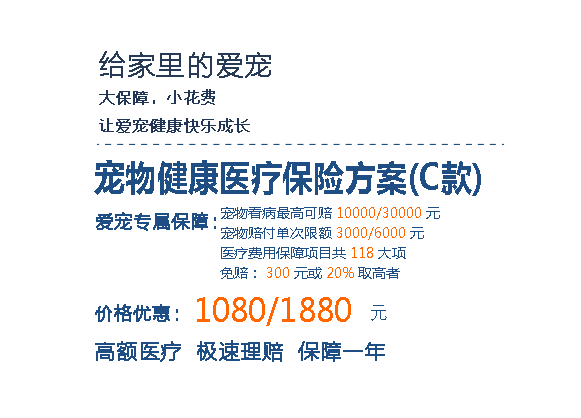 给家里的爱宠
大保障，小花费
让爱宠健康快乐成长
宠物健康医疗保险方案(C款)
爱宠专属保障：
宠物看病最高可赔 10000/30000 元
宠物赔付单次限额 3000/6000 元
医疗费用保障项目共 118 大项
免赔：300 元或 20% 取高者
价格优惠：1080/1880 元
高额医疗 极速理赔 保障一年